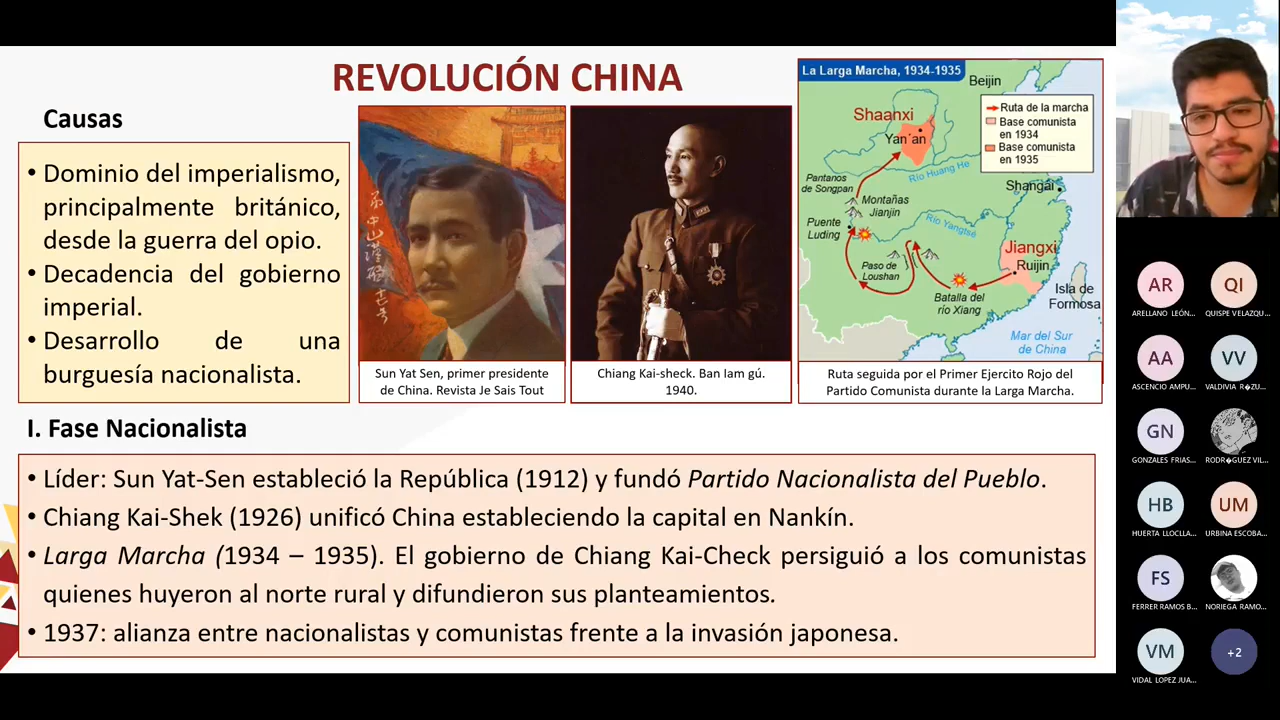 REVOLUCIÓN CHINA
Causas
• Dominio del imperialismo,
principalmente británico,
desde la guerra del opio.
• Decadencia del gobierno
imperial.
• Desarrollo de una
burguesía nacionalista.
Sun Yat Sen, primer presidente
de China. Revista Je Sais Tout
Chiang Kai-sheck. Ban lam gú.
1940.
La Larga Marcha, 1934-1935
Beijin
Ruta de la marcha
Base comunista
en 1934
Base comunista
en 1935
Shaanxi
Yan´an
Río Huang He
Pantanos
de Songpan
Shangai
Montañas
Jianjin
Puente
Luding
Río Yangtsé
Jiangxi
Ruijin
Paso de
Loushan
Batalla del
río Xiang
Isla de
Formosa
Mar del Sur
de China
Ruta seguida por el Primer Ejercito Rojo del
Partido Comunista durante la Larga Marcha.
I. Fase Nacionalista
• Líder: Sun Yat-Sen estableció la República (1912) y fundó Partido Nacionalista del Pueblo.
• Chiang Kai-Shek (1926) unificó China estableciendo la capital en Nankín.
• Larga Marcha (1934 – 1935). El gobierno de Chiang Kai-Check persiguió a los comunistas
quienes huyeron al norte rural y difundieron sus planteamientos.
• 1937: alianza entre nacionalistas y comunistas frente a la invasión japonesa.
AR
ARELLANO LEÓN...
QI
QUISPE VELAZQU...
AA
ASCENCIO AMPU...
VV
VALDIVIA R�ZU...
GN
GONZALES FRIAS...
RODR�GUEZ VIL...
HB
HUERTA LLOCLLA...
UM
URBINA ESCOBA...
FS
FERRER RAMOS B...
NORIEGA RAMO...
VM
VIDAL LOPEZ JUA...
+2